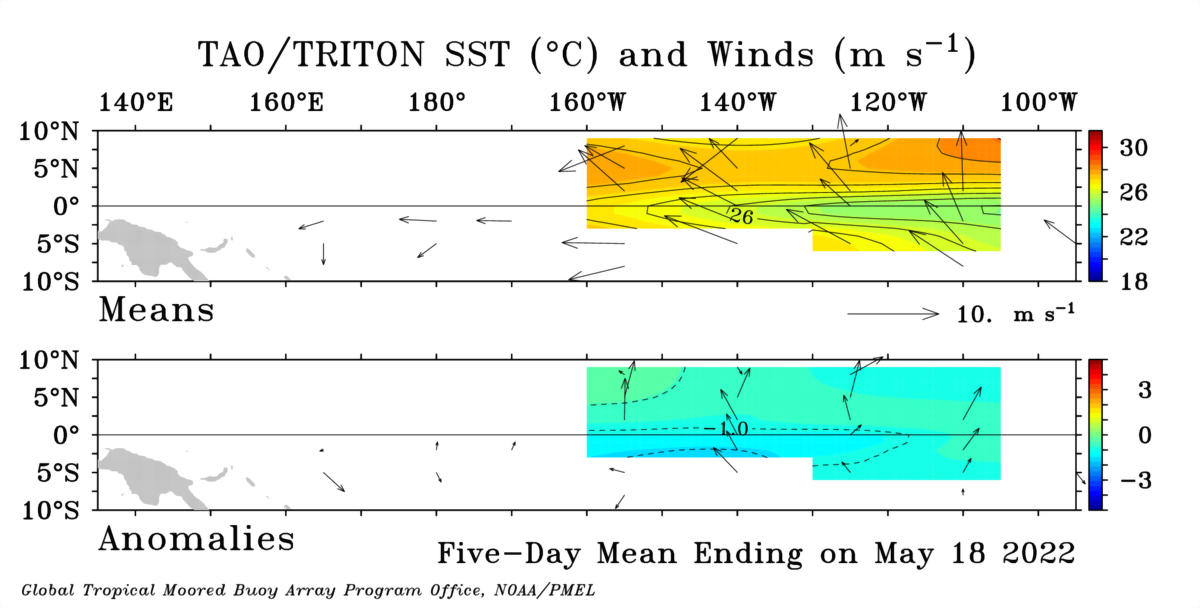 TAO/TRITON SST (°C) and Winds (m s⁻¹)
140°E 160°E 180° 160°W 140°W 120°W 100°W
10°N
5°N
0°
5°S
10°S
26
30
26
22
18
Means
10. m s⁻¹
10°N
5°N
0°
5°S
10°S
−1.0
3
0
−3
Anomalies
Five−Day Mean Ending on May 18 2022
Global Tropical Moored Buoy Array Program Office, NOAA/PMEL